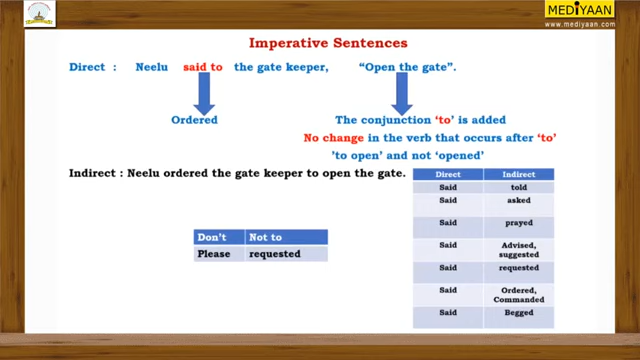 MEDIYAAN
www.mediyaan.com
Imperative Sentences
Direct : Neelu said to the gate keeper, “Open the gate”.
Ordered
The conjunction ‘to’ is added
No change in the verb that occurs after ‘to’
’to open’ and not ‘opened’
Indirect : Neelu ordered the gate keeper to open the gate.
Don’t Not to
Please requested
Direct Indirect
Said told
Said asked
Said prayed
Said Advised,
suggested
Said requested
Said Ordered,
Commanded
Said Begged